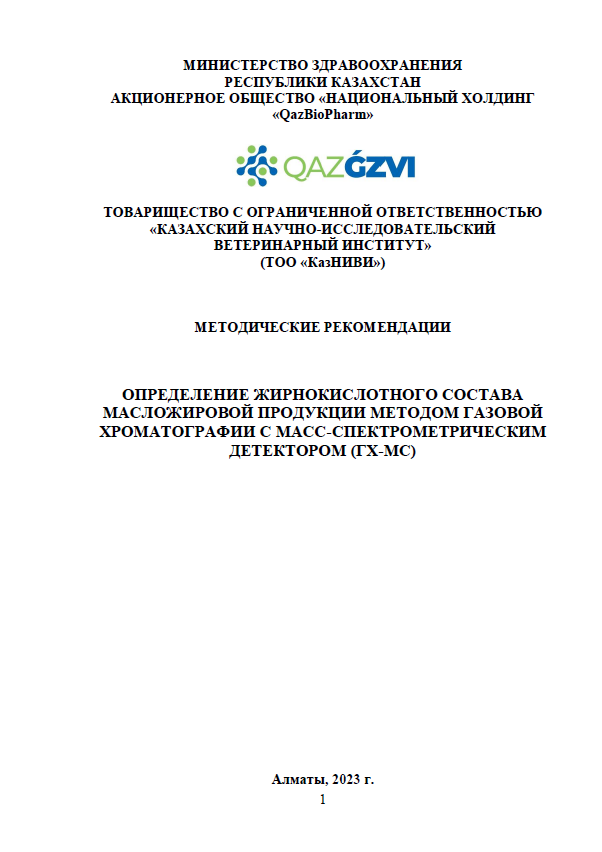 МИНИСТЕРСТВО ЗДРАВООХРАНЕНИЯ
РЕСПУБЛИКИ КАЗАХСТАН
АКЦИОНЕРНОЕ ОБЩЕСТВО «НАЦИОНАЛЬНЫЙ ХОЛДИНГ
«QazBioPharm»
QAZǴZVI
ТОВАРИЩЕСТВО С ОГРАНИЧЕННОЙ ОТВЕТСТВЕННОСТЬЮ
«КАЗАХСКИЙ НАУЧНО-ИССЛЕДОВАТЕЛЬСКИЙ
ВЕТЕРИНАРНЫЙ ИНСТИТУТ»
(ТОО «КазНИВИ»)
МЕТОДИЧЕСКИЕ РЕКОМЕНДАЦИИ
ОПРЕДЕЛЕНИЕ ЖИРНОКИСЛОТНОГО СОСТАВА
МАСЛОЖИРОВОЙ ПРОДУКЦИИ МЕТОДОМ ГАЗОВОЙ
ХРОМАТОГРАФИИ С МАСС-СПЕКТРОМЕТРИЧЕСКИМ
ДЕТЕКТОРОМ (ГХ-МС)
Алматы, 2023 г.
1